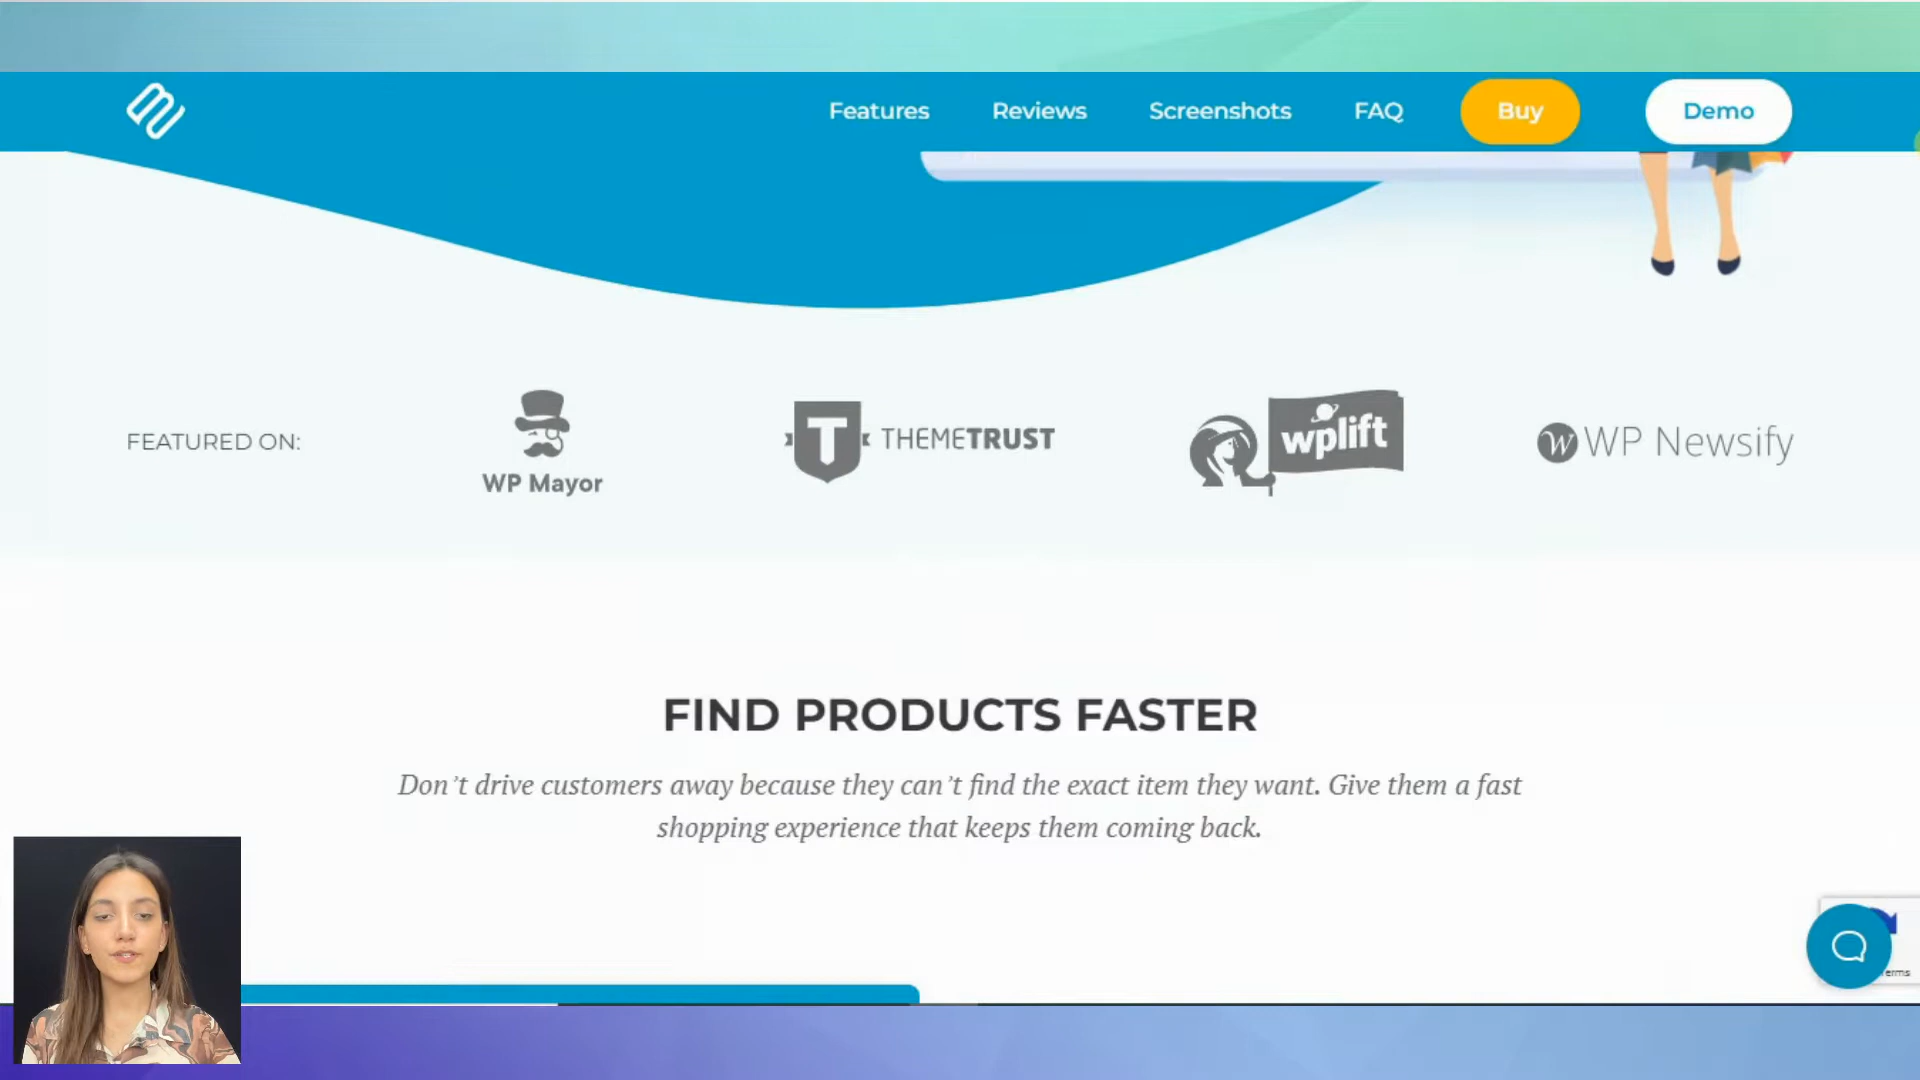 Features
Reviews
Screenshots
FAQ
Buy
Demo
FEATURED ON:
WP Mayor
T THEMETRUST
wplift
W WP Newsify
FIND PRODUCTS FASTER
Don’t drive customers away because they can’t find the exact item they want. Give them a fast
shopping experience that keeps them coming back.